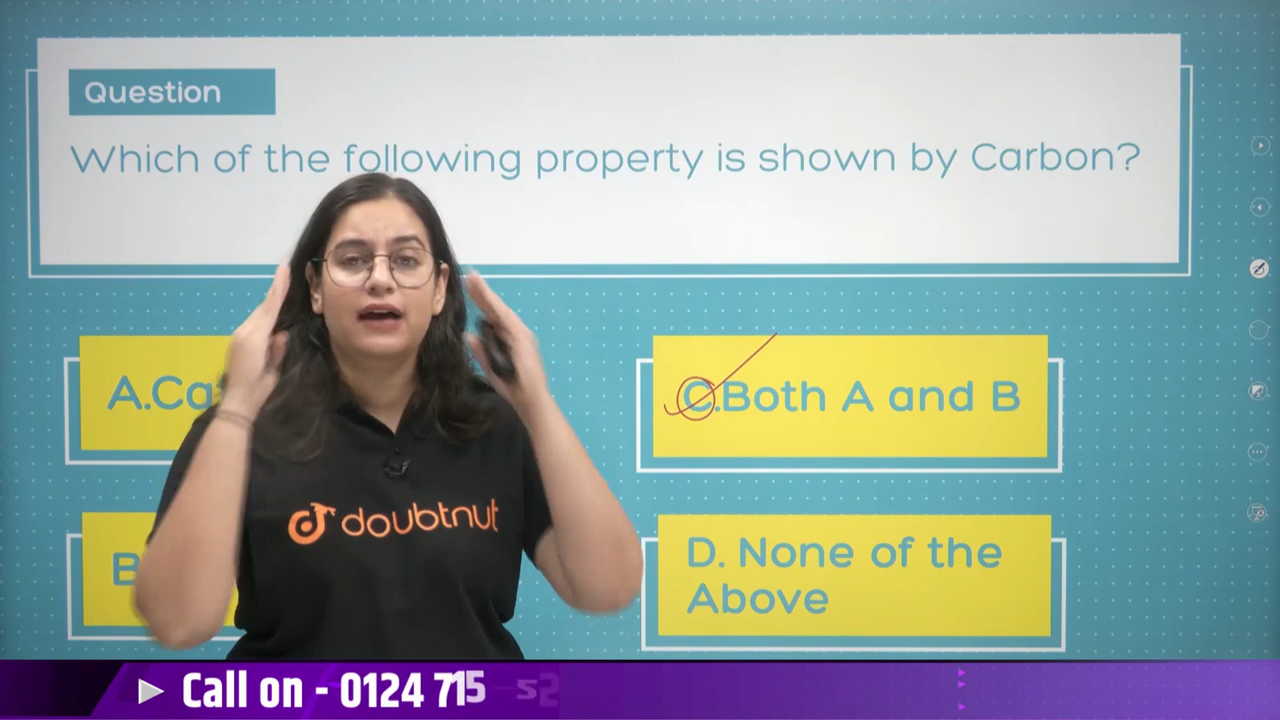 Question
Which of the following property is shown by Carbon?
A.Ca
C.Both A and B
B
D. None of the
Above
doubtnut
Call on - 0124 715